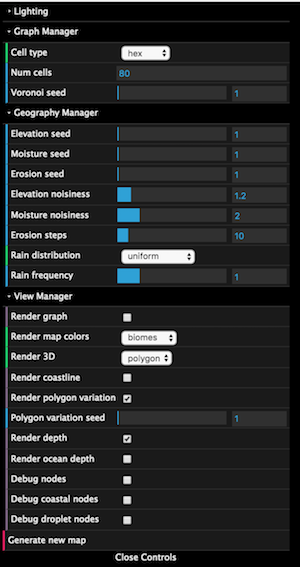 Lighting
Graph Manager
Cell type hex
Num cells 80
Voronoi seed 1
Geography Manager
Elevation seed 1
Moisture seed 1
Erosion seed 1
Elevation noisiness 1.2
Moisture noisiness 2
Erosion steps 10
Rain distribution uniform
Rain frequency 1
View Manager
Render graph
Render map colors biomes
Render 3D polygon
Render coastline
Render polygon variation
Polygon variation seed 1
Render depth
Render ocean depth
Debug nodes
Debug coastal nodes
Debug droplet nodes
Generate new map
Close Controls